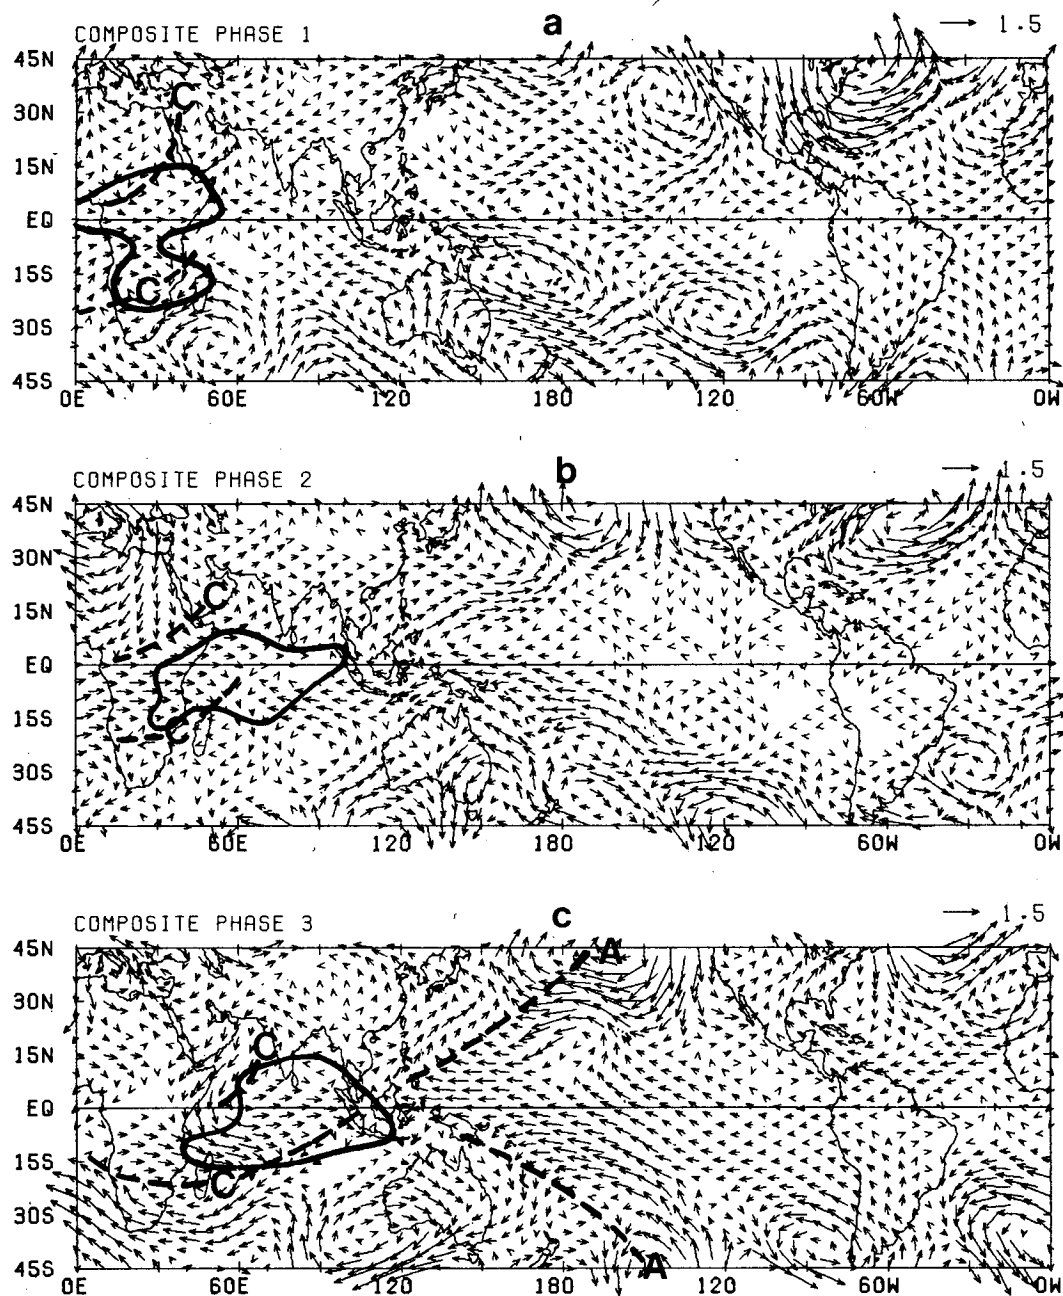 a
COMPOSITE PHASE 1
1.5
45N
30N
15N
EQ
15S
30S
45S
C
C
0E 60E 120 180 120 60W 0W
b
COMPOSITE PHASE 2
1.5
45N
30N
15N
EQ
15S
30S
45S
C
C
0E 60E 120 180 120 60W 0W
c
COMPOSITE PHASE 3
1.5
45N
30N
15N
EQ
15S
30S
45S
A
C
C
A
0E 60E 120 180 120 60W 0W